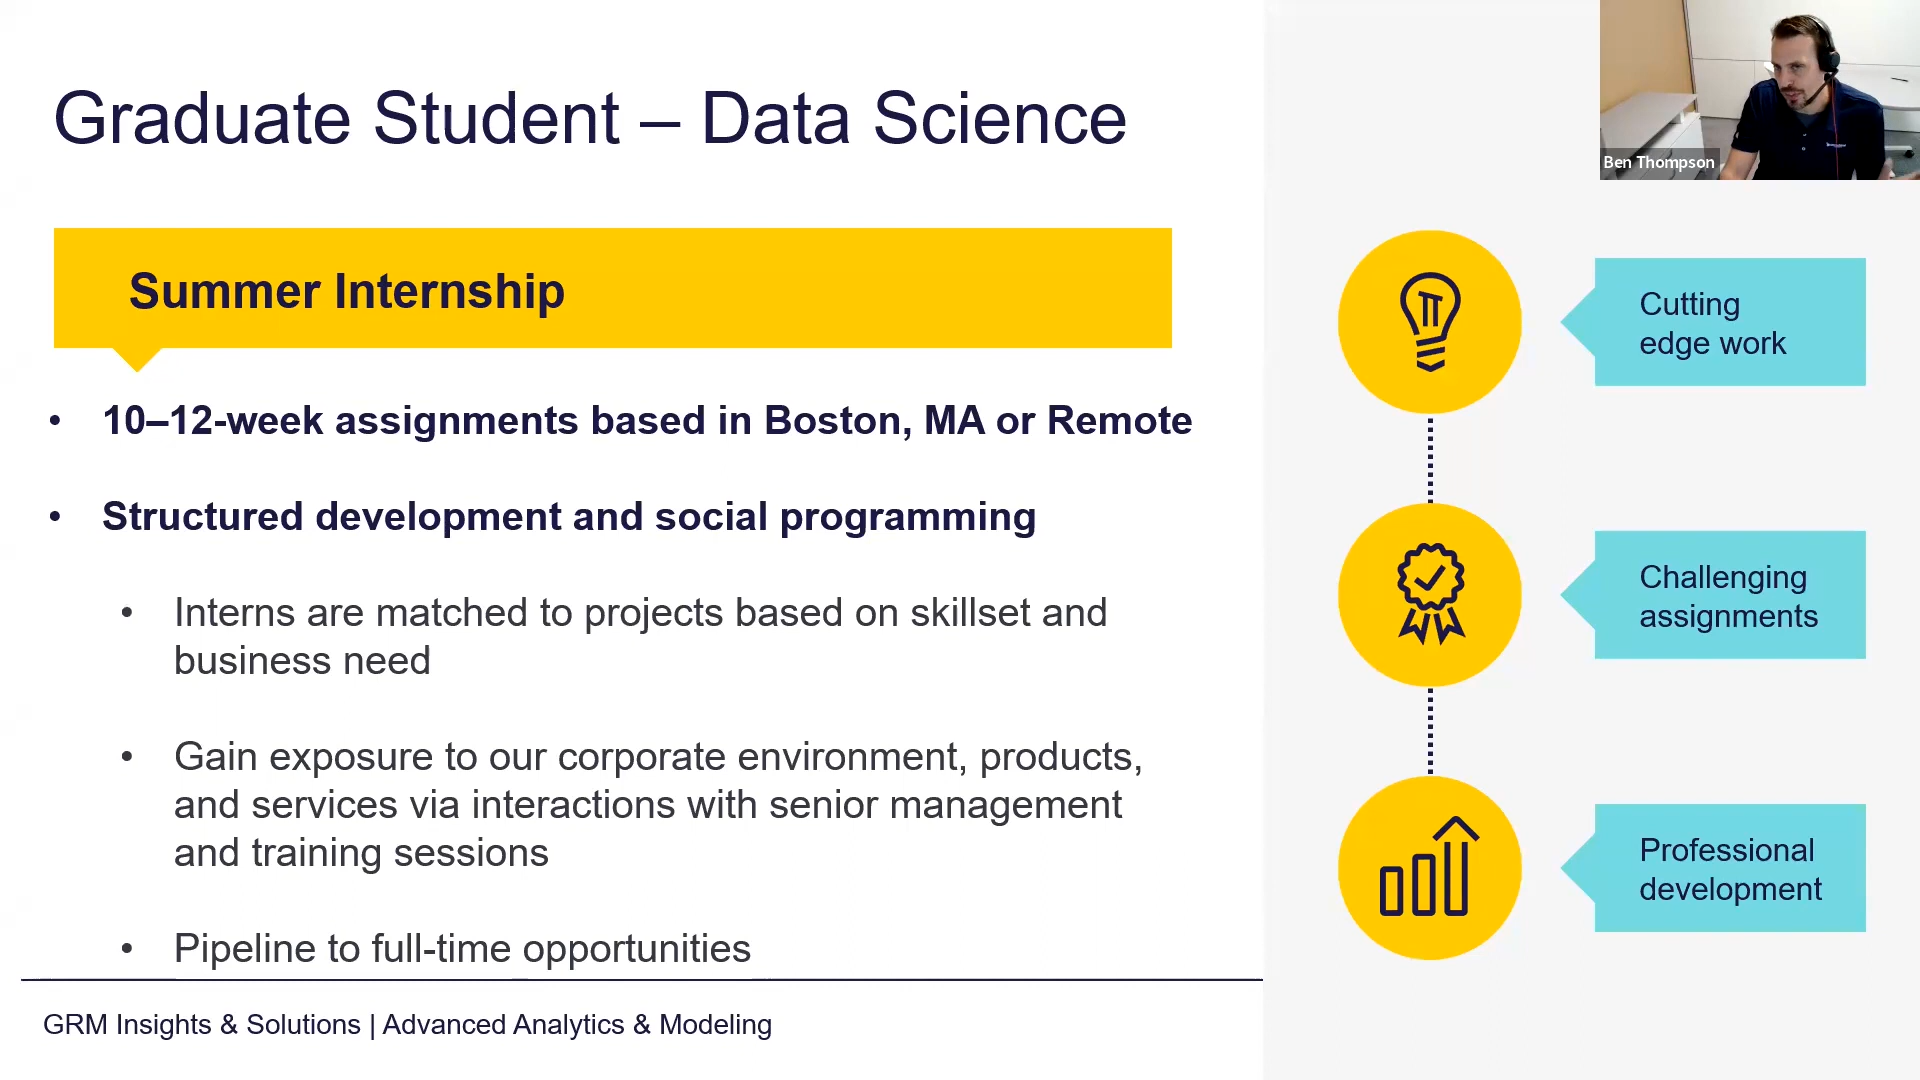 Graduate Student – Data Science
Ben Thompson
Summer Internship
• 10–12-week assignments based in Boston, MA or Remote
• Structured development and social programming
• Interns are matched to projects based on skillset and
business need
• Gain exposure to our corporate environment, products,
and services via interactions with senior management
and training sessions
• Pipeline to full-time opportunities
Cutting
edge work
Challenging
assignments
Professional
development
GRM Insights & Solutions | Advanced Analytics & Modeling